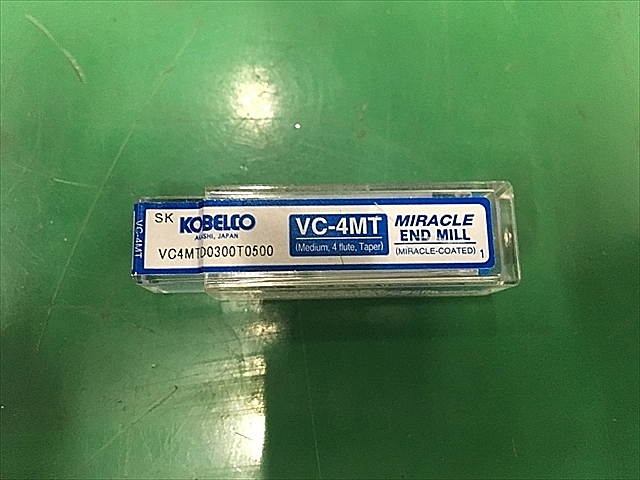 VC-4MT
SK KOBELCO
AKASHI, JAPAN
VC4MTD0300T0500
VC-4MT
(Medium, 4 flute, Taper)
MIRACLE
END MILL
(MIRACLE-COATED) 1